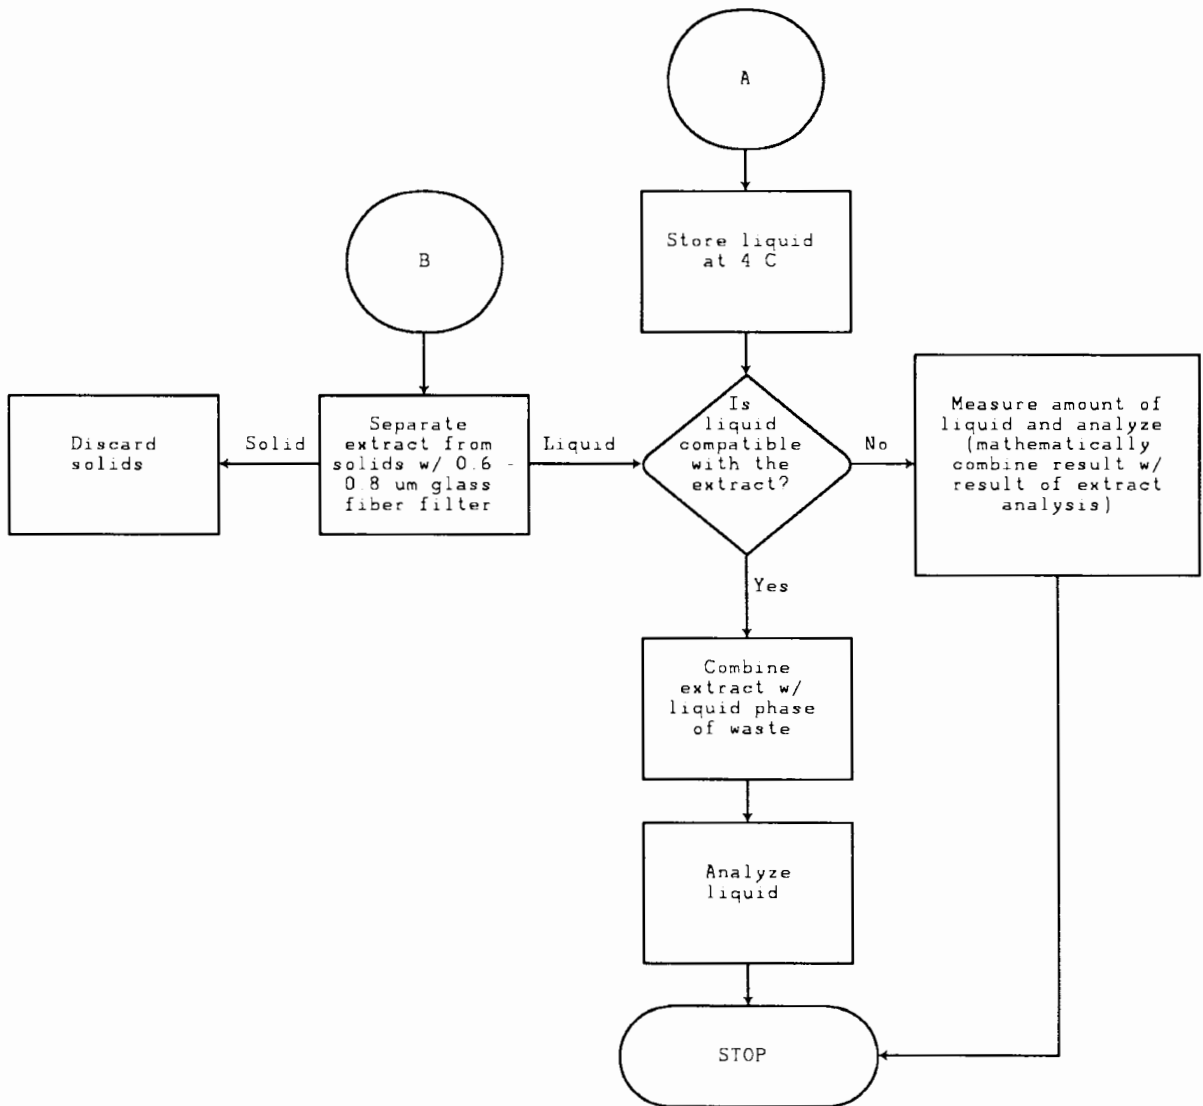 A
Store liquid
at 4 C
B
Discard
solids
Solid
Separate
extract from
solids w/ 0.6 -
0.8 um glass
fiber filter
Liquid
Is
liquid
compatible
with the
extract?
No
Measure amount of
liquid and analyze
(mathematically
combine result w/
result of extract
analysis)
Yes
Combine
extract w/
liquid phase
of waste
Analyze
liquid
STOP